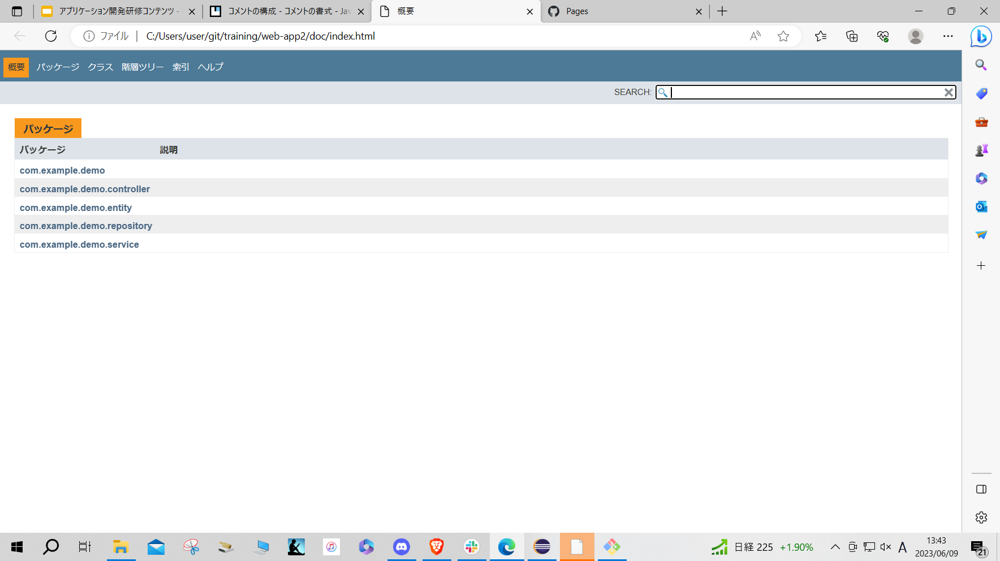 アプリケーション開発研修コンテンツ -
コメントの構成 - コメントの書式 - Jav
概要
Pages
ファイル
C:/Users/user/git/training/web-app2/doc/index.html
概要 パッケージ クラス 階層ツリー 索引 ヘルプ
SEARCH:
パッケージ
パッケージ 説明
com.example.demo
com.example.demo.controller
com.example.demo.entity
com.example.demo.repository
com.example.demo.service
日経 225 +1.90%
A
13:43
2023/06/09
21